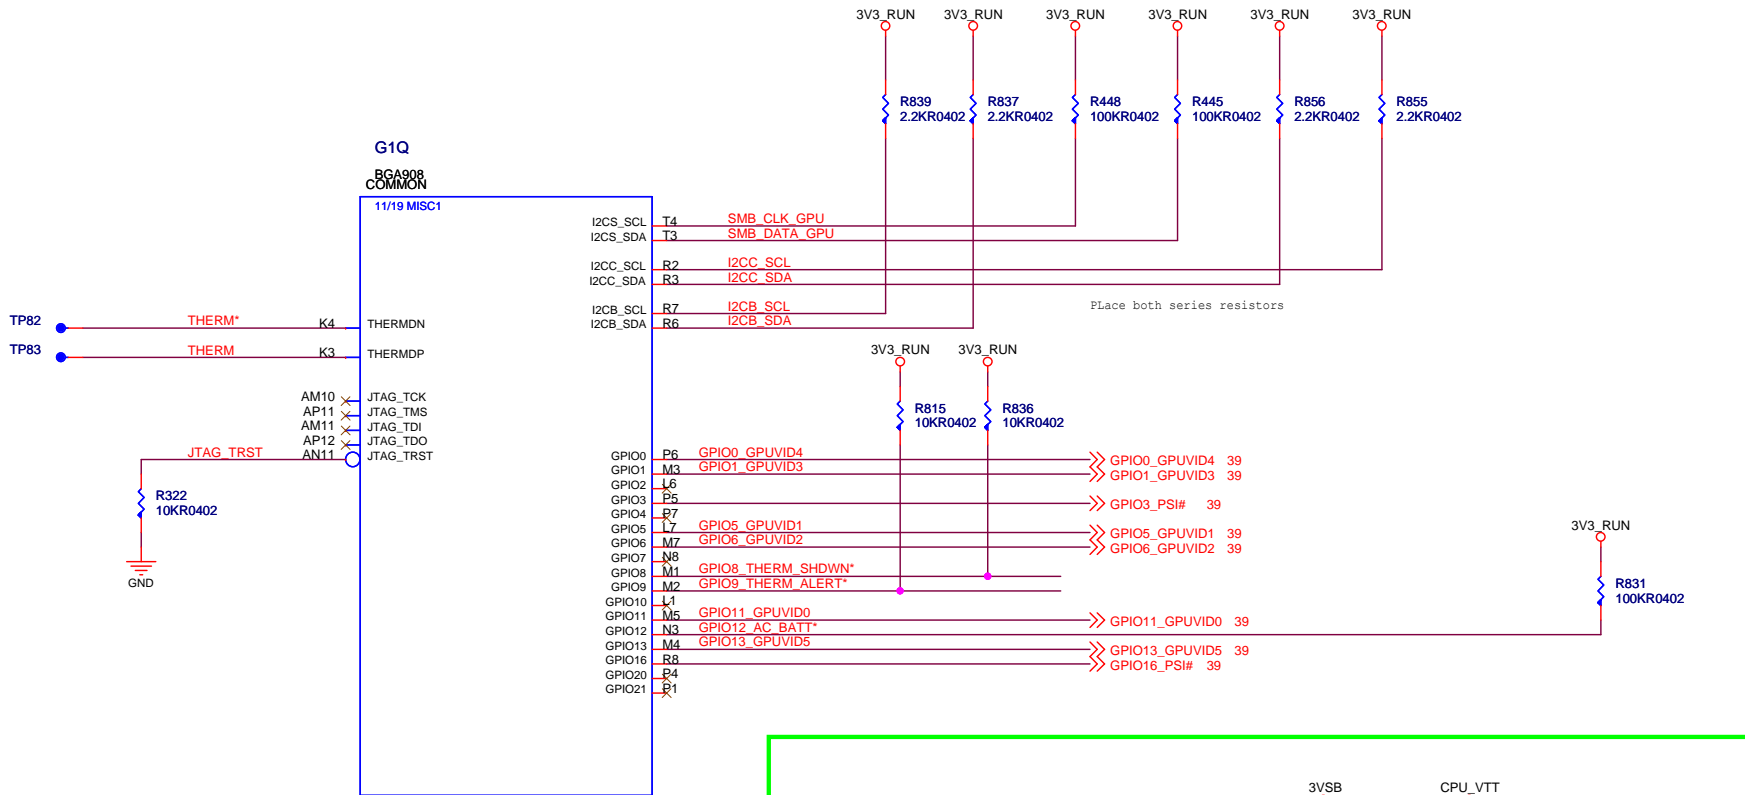 3V3_RUN 3V3_RUN 3V3_RUN 3V3_RUN 3V3_RUN 3V3_RUN
R839 R837 R448 R445 R856 R855
2.2KR0402 2.2KR0402 100KR0402 100KR0402 2.2KR0402 2.2KR0402
G1Q
BGA908
COMMON
11/19 MISC1
I2CS_SCL T4 SMB_CLK_GPU
I2CS_SDA T3 SMB_DATA_GPU
I2CC_SCL R2 I2CC_SCL
I2CC_SDA R3 I2CC_SDA
I2CB_SCL R7 I2CB_SCL
I2CB_SDA R6 I2CB_SDA
PLace both series resistors
TP82 THERM* K4 THERMDN
TP83 THERM K3 THERMDP
3V3_RUN 3V3_RUN
R815 R836
10KR0402 10KR0402
AM10 JTAG_TCK
AP11 JTAG_TMS
AM11 JTAG_TDI
AP12 JTAG_TDO
JTAG_TRST AN11 JTAG_TRST
R322
10KR0402
GND
GPIO0 P6 GPIO0_GPUVID4 GPIO0_GPUVID4 39
GPIO1 M3 GPIO1_GPUVID3 GPIO1_GPUVID3 39
GPIO2 L6
GPIO3 P5 GPIO3_PSI# 39
GPIO4 P7
GPIO5 L7 GPIO5_GPUVID1 GPIO5_GPUVID1 39
GPIO6 M7 GPIO6_GPUVID2 GPIO6_GPUVID2 39
GPIO7 N8
GPIO8 M1 GPIO8_THERM_SHDWN*
GPIO9 M2 GPIO9_THERM_ALERT*
GPIO10 L1
GPIO11 M5 GPIO11_GPUVID0 GPIO11_GPUVID0 39
GPIO12 N3 GPIO12_AC_BATT*
GPIO13 M4 GPIO13_GPUVID5 GPIO13_GPUVID5 39
GPIO16 R8 GPIO16_PSI# 39
GPIO20 P4
GPIO21 P1
3V3_RUN
R831
100KR0402
3VSB CPU_VTT